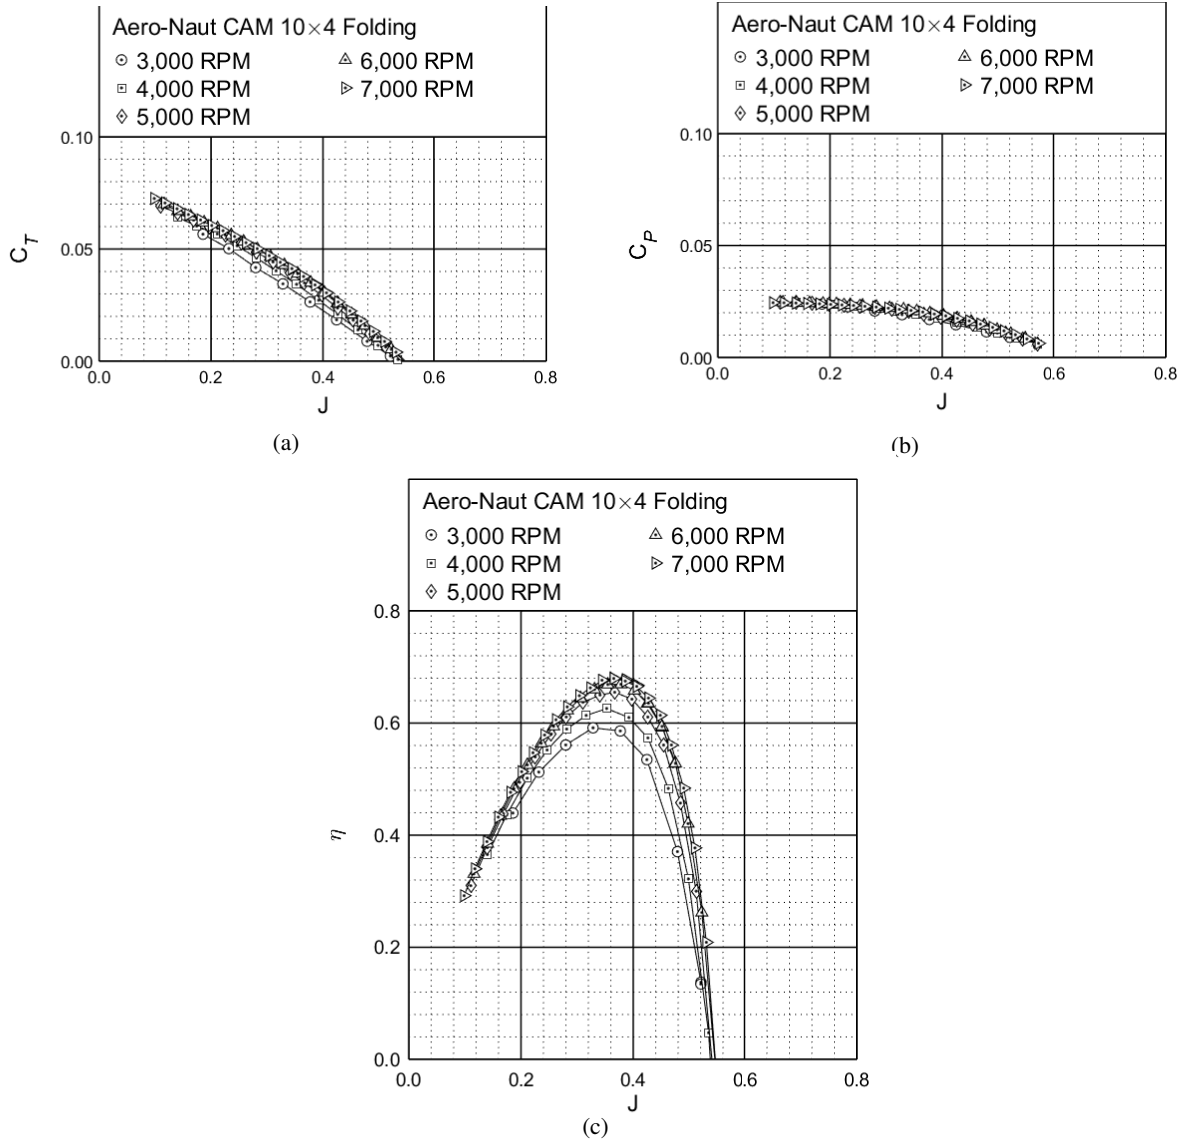 Aero-Naut CAM 10×4 Folding
3,000 RPM
6,000 RPM
4,000 RPM
7,000 RPM
5,000 RPM
0.10
0.05
0.00
C_T
0.0
0.2
0.4
0.6
0.8
J
(a)
Aero-Naut CAM 10×4 Folding
3,000 RPM
6,000 RPM
4,000 RPM
7,000 RPM
5,000 RPM
0.10
0.05
0.00
C_P
0.0
0.2
0.4
0.6
0.8
J
(b)
Aero-Naut CAM 10×4 Folding
3,000 RPM
6,000 RPM
4,000 RPM
7,000 RPM
5,000 RPM
0.8
0.6
0.4
0.2
0.0
η
0.0
0.2
0.4
0.6
0.8
J
(c)